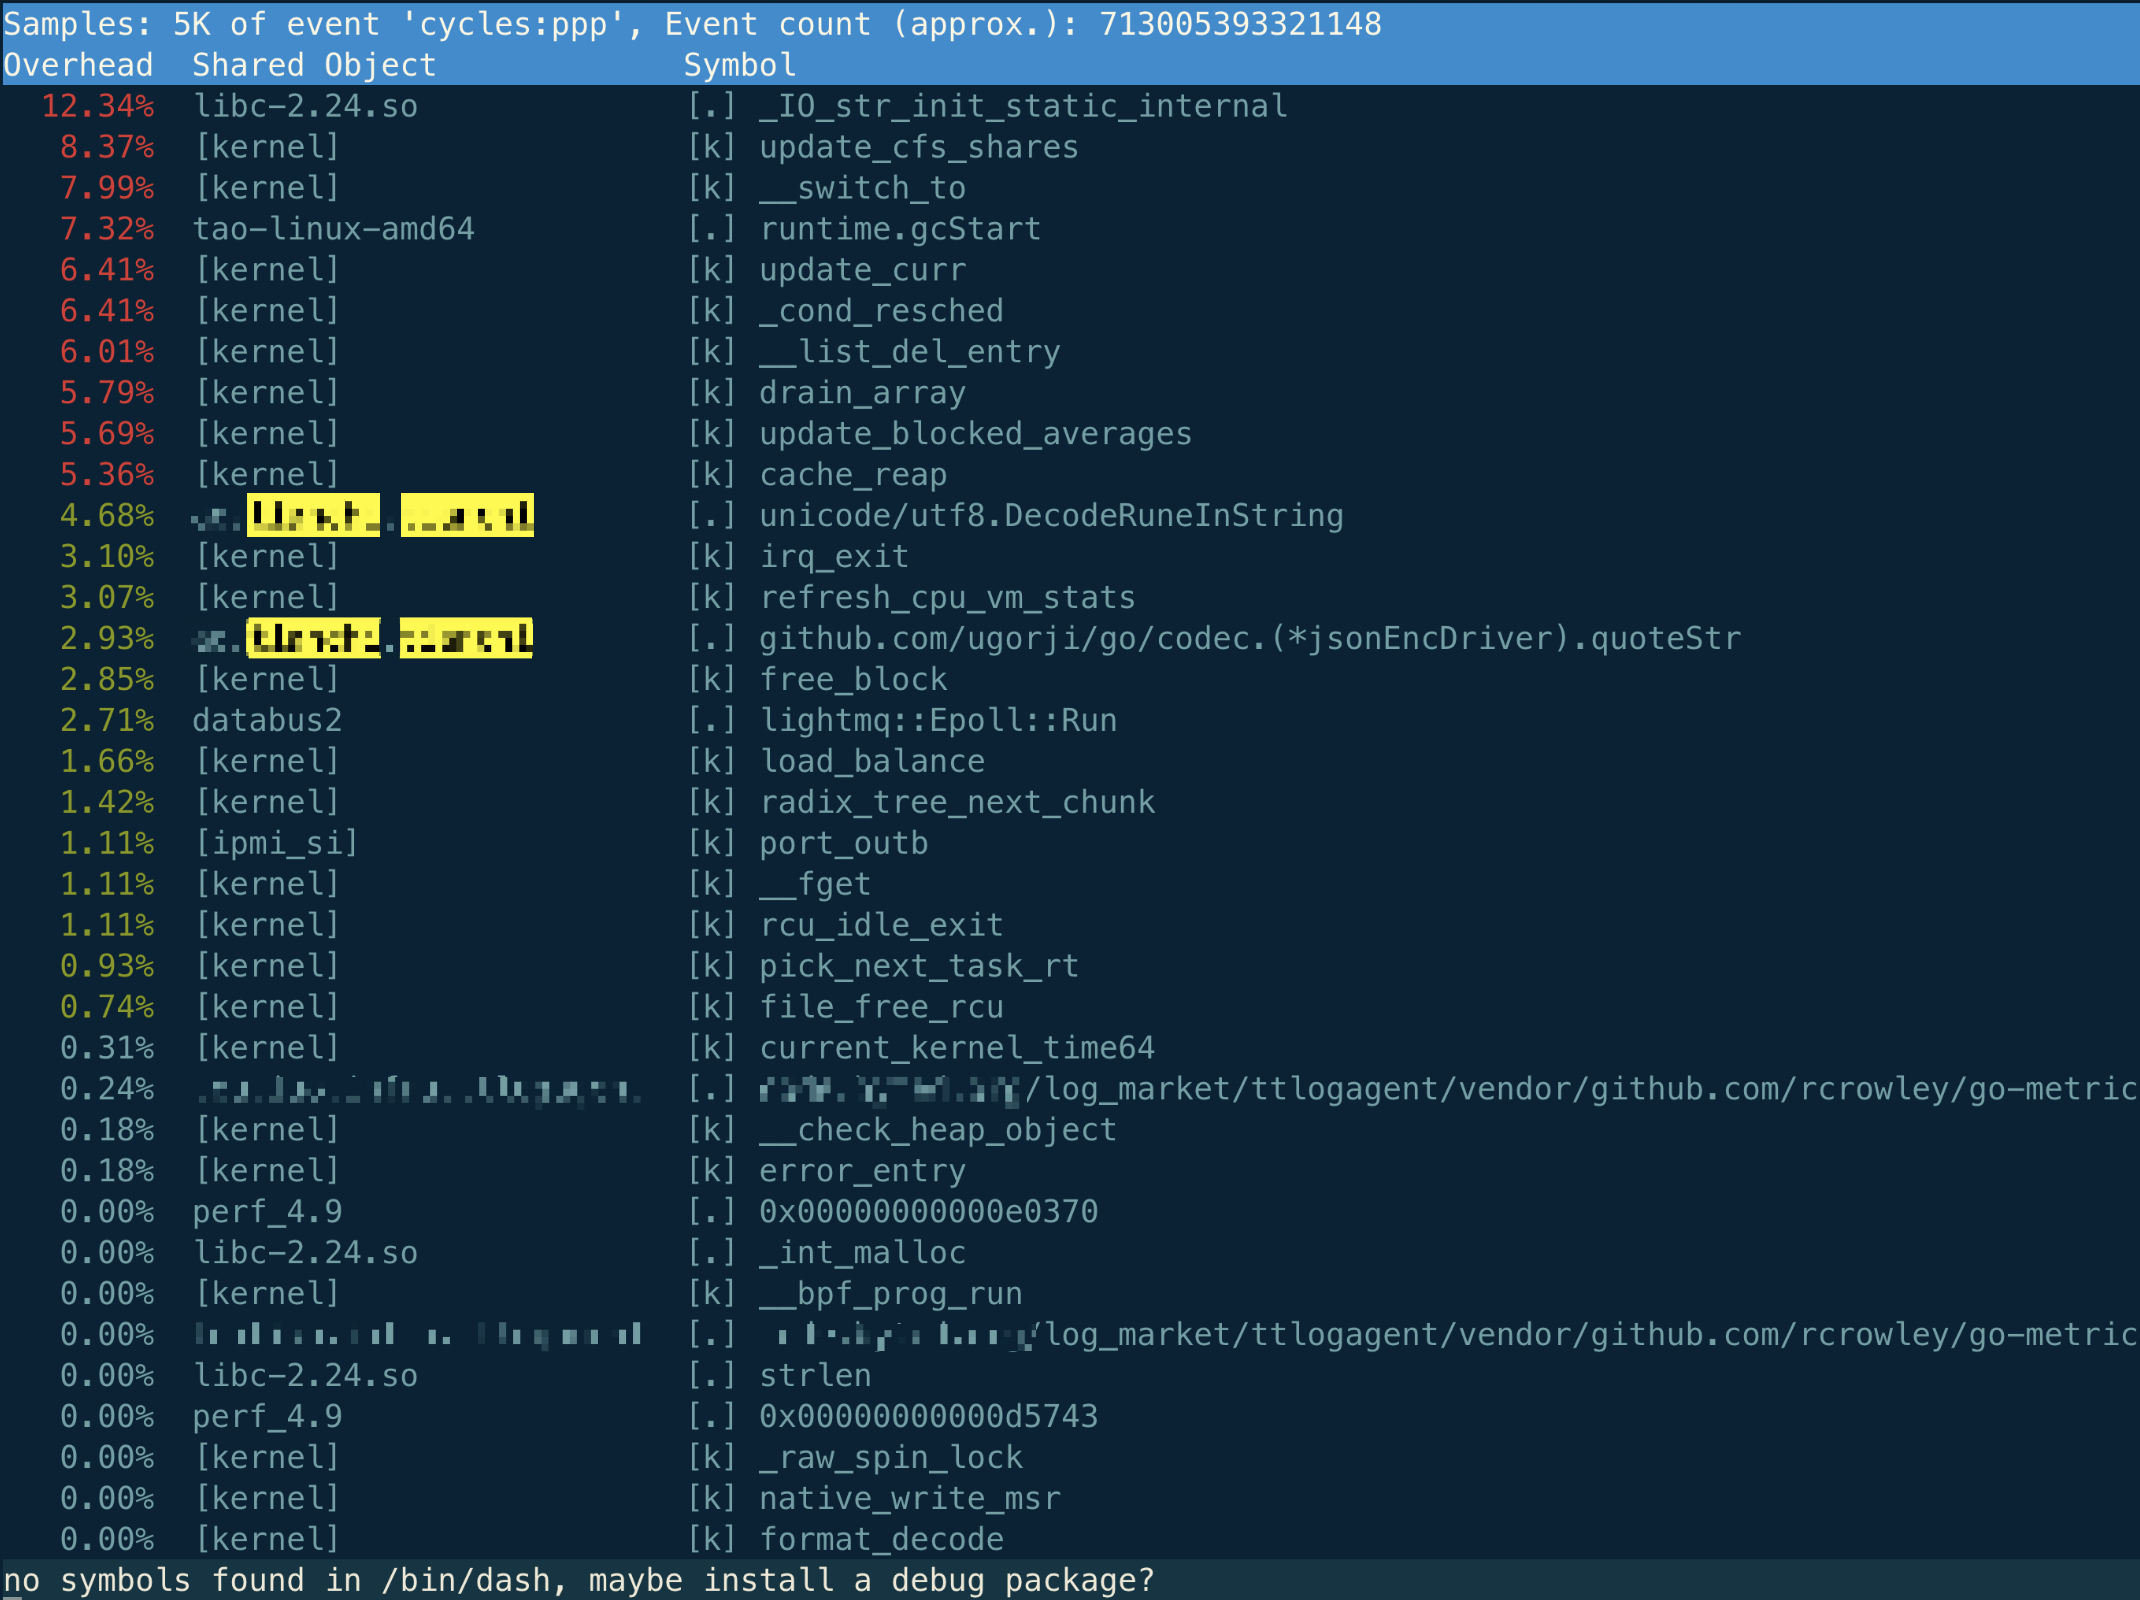 Samples: 5K of event 'cycles:ppp', Event count (approx.): 713005393321148
Overhead  Shared Object             Symbol
12.34%  libc-2.24.so              [.] _IO_str_init_static_internal
8.37%  [kernel]                  [k] update_cfs_shares
7.99%  [kernel]                  [k] __switch_to
7.32%  tao-linux-amd64           [.] runtime.gcStart
6.41%  [kernel]                  [k] update_curr
6.41%  [kernel]                  [k] _cond_resched
6.01%  [kernel]                  [k] __list_del_entry
5.79%  [kernel]                  [k] drain_array
5.69%  [kernel]                  [k] update_blocked_averages
5.36%  [kernel]                  [k] cache_reap
4.68%  [.] unicode/utf8.DecodeRuneInString
3.10%  [kernel]                  [k] irq_exit
3.07%  [kernel]                  [k] refresh_cpu_vm_stats
2.93%  [.] github.com/ugorji/go/codec.(*jsonEncDriver).quoteStr
2.85%  [kernel]                  [k] free_block
2.71%  databus2                  [.] lightmq::Epoll::Run
1.66%  [kernel]                  [k] load_balance
1.42%  [kernel]                  [k] radix_tree_next_chunk
1.11%  [ipmi_si]                 [k] port_outb
1.11%  [kernel]                  [k] __fget
1.11%  [kernel]                  [k] rcu_idle_exit
0.93%  [kernel]                  [k] pick_next_task_rt
0.74%  [kernel]                  [k] file_free_rcu
0.31%  [kernel]                  [k] current_kernel_time64
0.24%  [.] /log_market/ttlogagent/vendor/github.com/rcrowley/go-metric
0.18%  [kernel]                  [k] __check_heap_object
0.18%  [kernel]                  [k] error_entry
0.00%  perf_4.9                  [.] 0x00000000000e0370
0.00%  libc-2.24.so              [.] _int_malloc
0.00%  [kernel]                  [k] __bpf_prog_run
0.00%  [.] /log_market/ttlogagent/vendor/github.com/rcrowley/go-metric
0.00%  libc-2.24.so              [.] strlen
0.00%  perf_4.9                  [.] 0x00000000000d5743
0.00%  [kernel]                  [k] _raw_spin_lock
0.00%  [kernel]                  [k] native_write_msr
0.00%  [kernel]                  [k] format_decode
no symbols found in /bin/dash, maybe install a debug package?